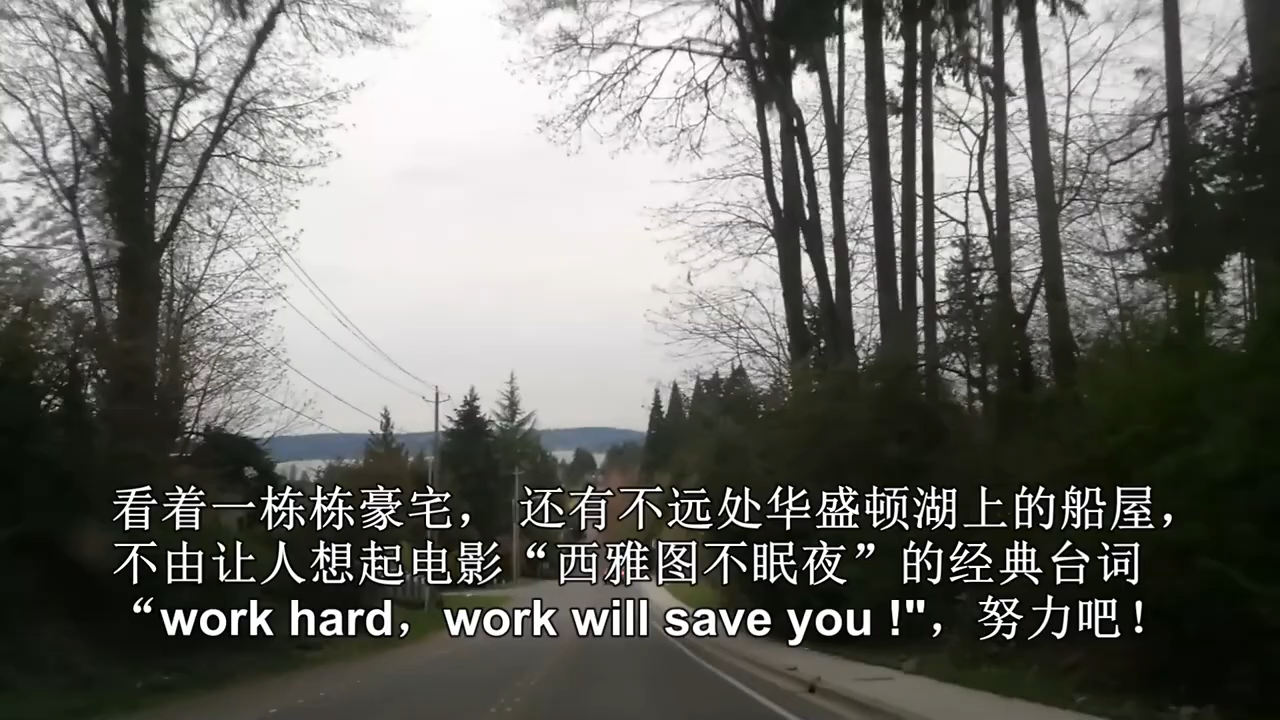 看着一栋栋豪宅， 还有不远处华盛顿湖上的船屋，
不由让人想起电影“西雅图不眠夜”的经典台词
“work hard，work will save you !"，努力吧！